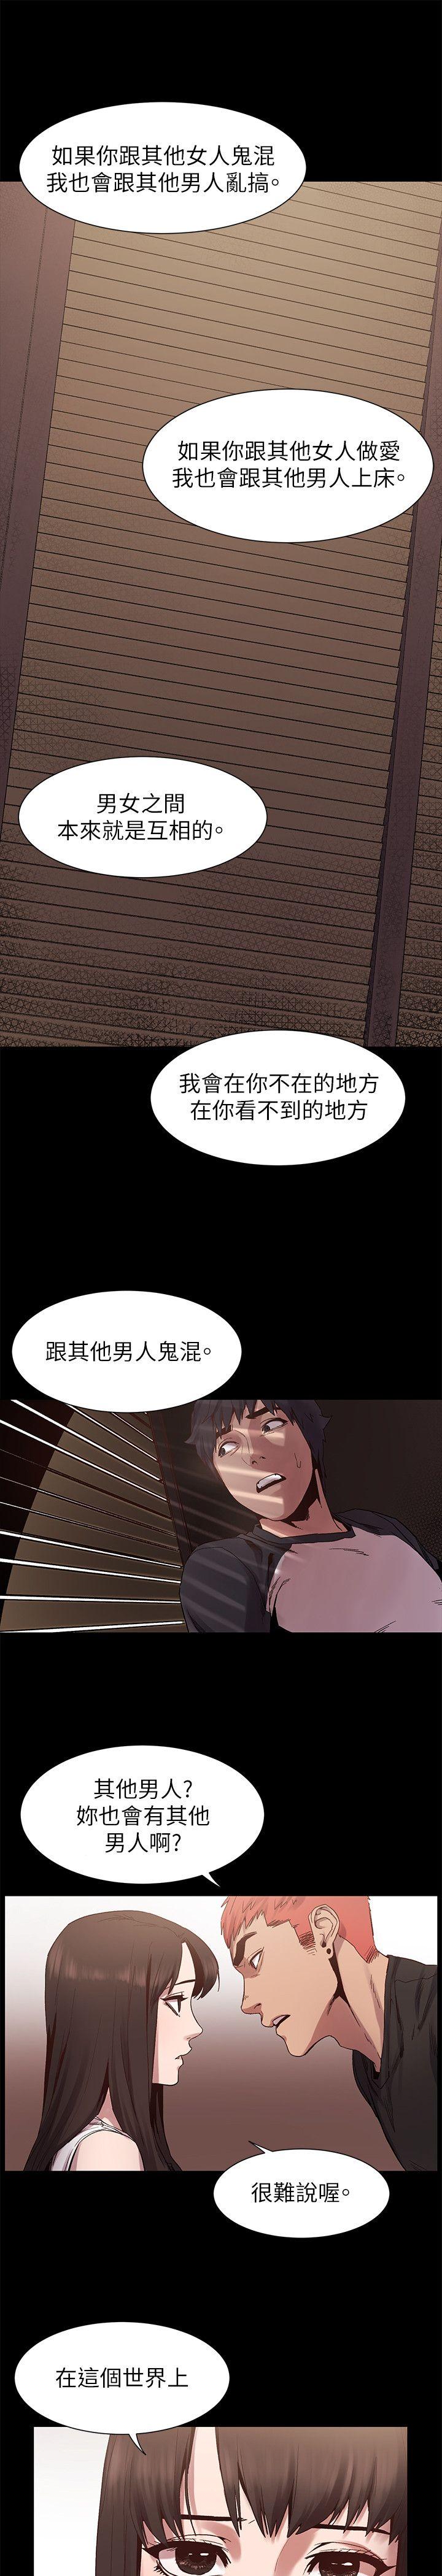 如果你跟其他女人鬼混
我也會跟其他男人亂搞。
如果你跟其他女人做愛
我也會跟其他男人上床。
男女之間
本來就是互相的。
我會在你不在的地方
在你看不到的地方
跟其他男人鬼混。
其他男人?
妳也會有其他
男人啊?
很難說喔。
在這個世界上